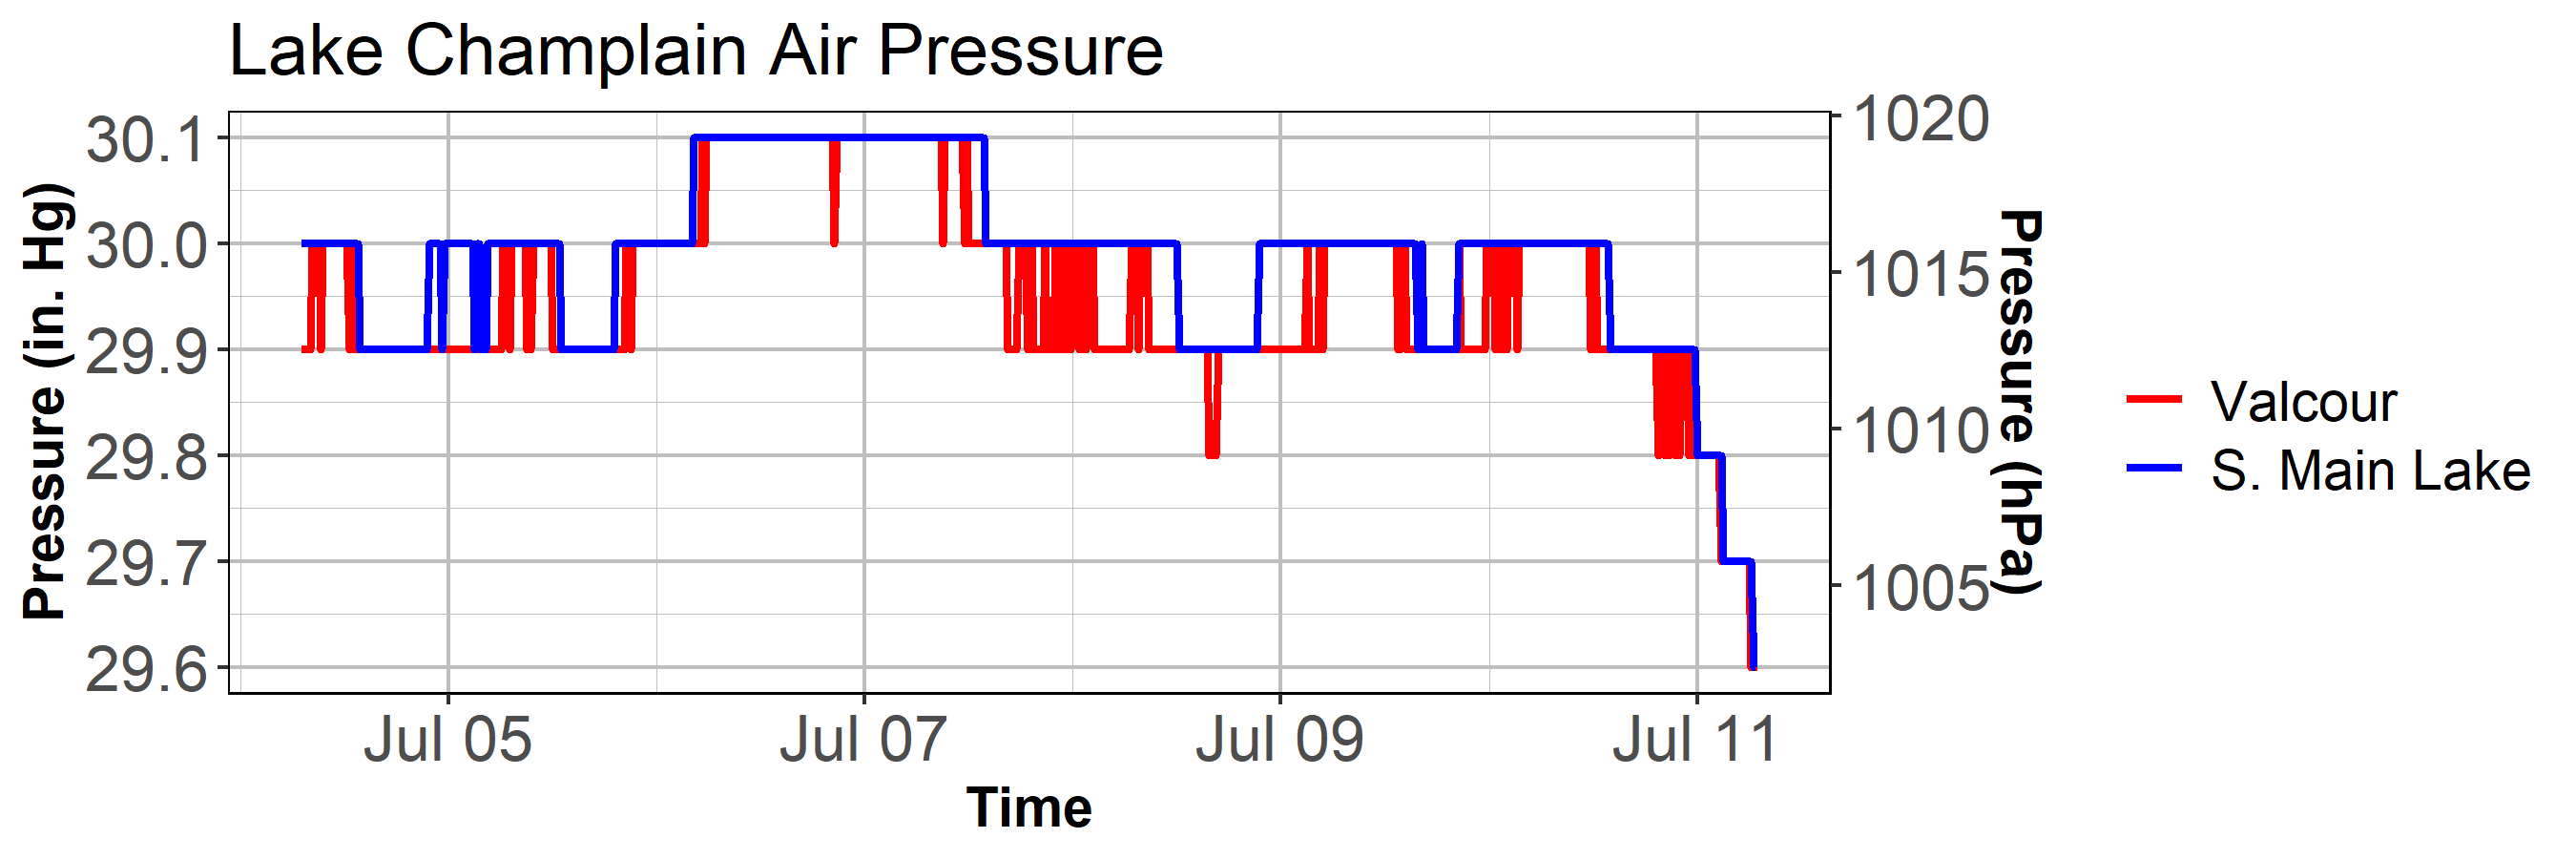 Lake Champlain Air Pressure
Pressure (in. Hg)
30.1
30.0
29.9
29.8
29.7
29.6
1020
1015
1010
1005
Pressure (hPa)
Jul 05
Jul 07
Jul 09
Jul 11
Time
Valcour
S. Main Lake